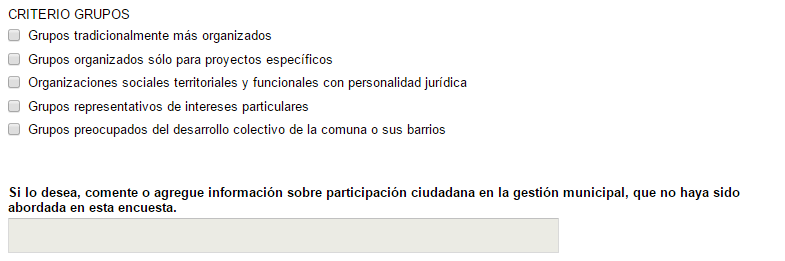 CRITERIO GRUPOS
Grupos tradicionalmente más organizados
Grupos organizados sólo para proyectos específicos
Organizaciones sociales territoriales y funcionales con personalidad jurídica
Grupos representativos de intereses particulares
Grupos preocupados del desarrollo colectivo de la comuna o sus barrios
Si lo desea, comente o agregue información sobre participación ciudadana en la gestión municipal, que no haya sido
abordada en esta encuesta.